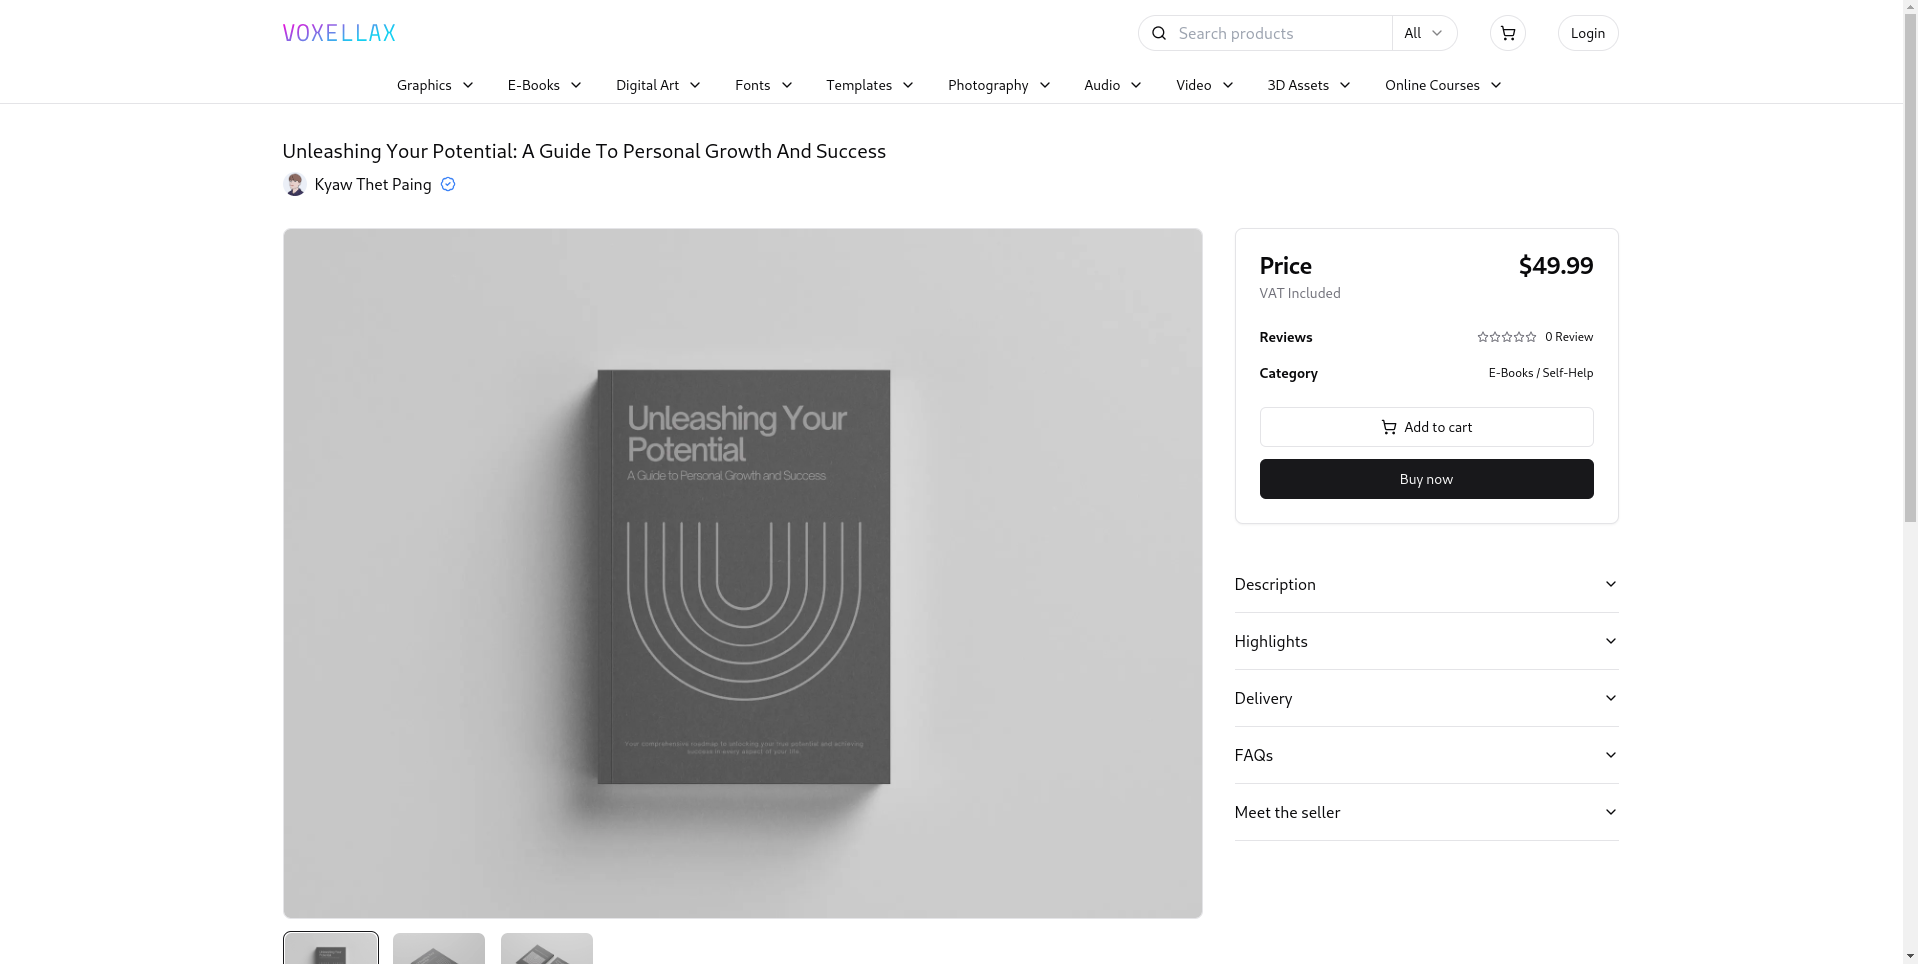 VOXELLAX
Search products
All
Login
Graphics
E-Books
Digital Art
Fonts
Templates
Photography
Audio
Video
3D Assets
Online Courses
Unleashing Your Potential: A Guide To Personal Growth And Success
Kyaw Thet Paing
Unleashing Your
Potential
A Guide to Personal Growth and Success
Your comprehensive roadmap to unlocking your true potential and achieving
success in every aspect of your life.
Price
$49.99
VAT Included
Reviews
0 Review
Category
E-Books / Self-Help
Add to cart
Buy now
Description
Highlights
Delivery
FAQs
Meet the seller